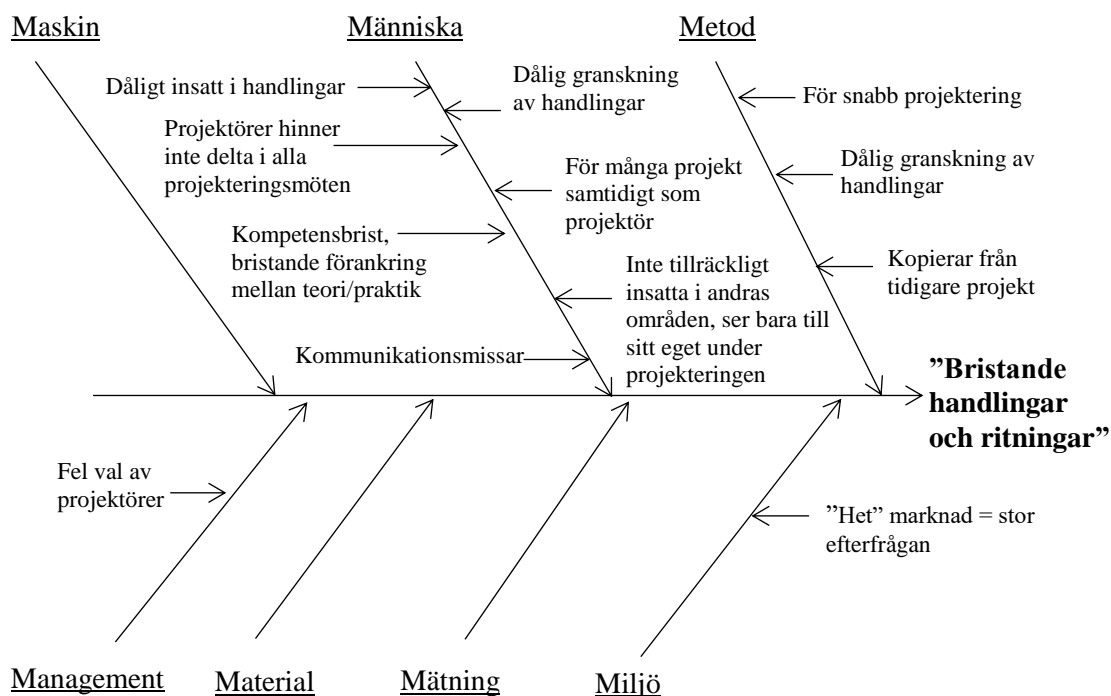 Maskin
Människa
Metod
Dåligt insatt i handlingar
Projektörer hinner
inte delta i alla
projekteringsmöten
Kompetensbrist,
bristande förankring
mellan teori/praktik
Kommunikationsmissar
Dålig granskning
av handlingar
För många projekt
samtidigt som
projektör
Inte tillräckligt
insatta i andras
områden, ser bara till
sitt eget under
projekteringen
För snabb projektering
Dålig granskning av
handlingar
Kopierar från
tidigare projekt
”Bristande
handlingar
och ritningar”
Fel val av
projektörer
”Het” marknad = stor
efterfrågan
Management
Material
Mätning
Miljö